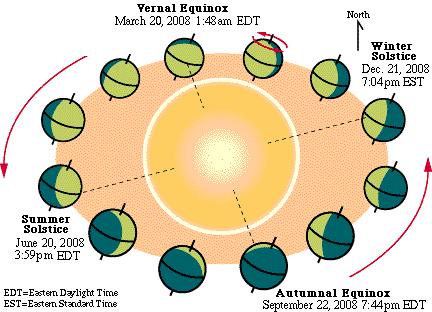 Vernal Equinox
March 20, 2008 1:48am EDT
North
Winter
Solstice
Dec. 21, 2008
7:04pm EST
Summer
Solstice
June 20, 2008
3:59pm EDT
EDT=Eastern Daylight Time
EST=Eastern Standard Time
Autumnal Equinox
September 22, 2008 7:44pm EDT